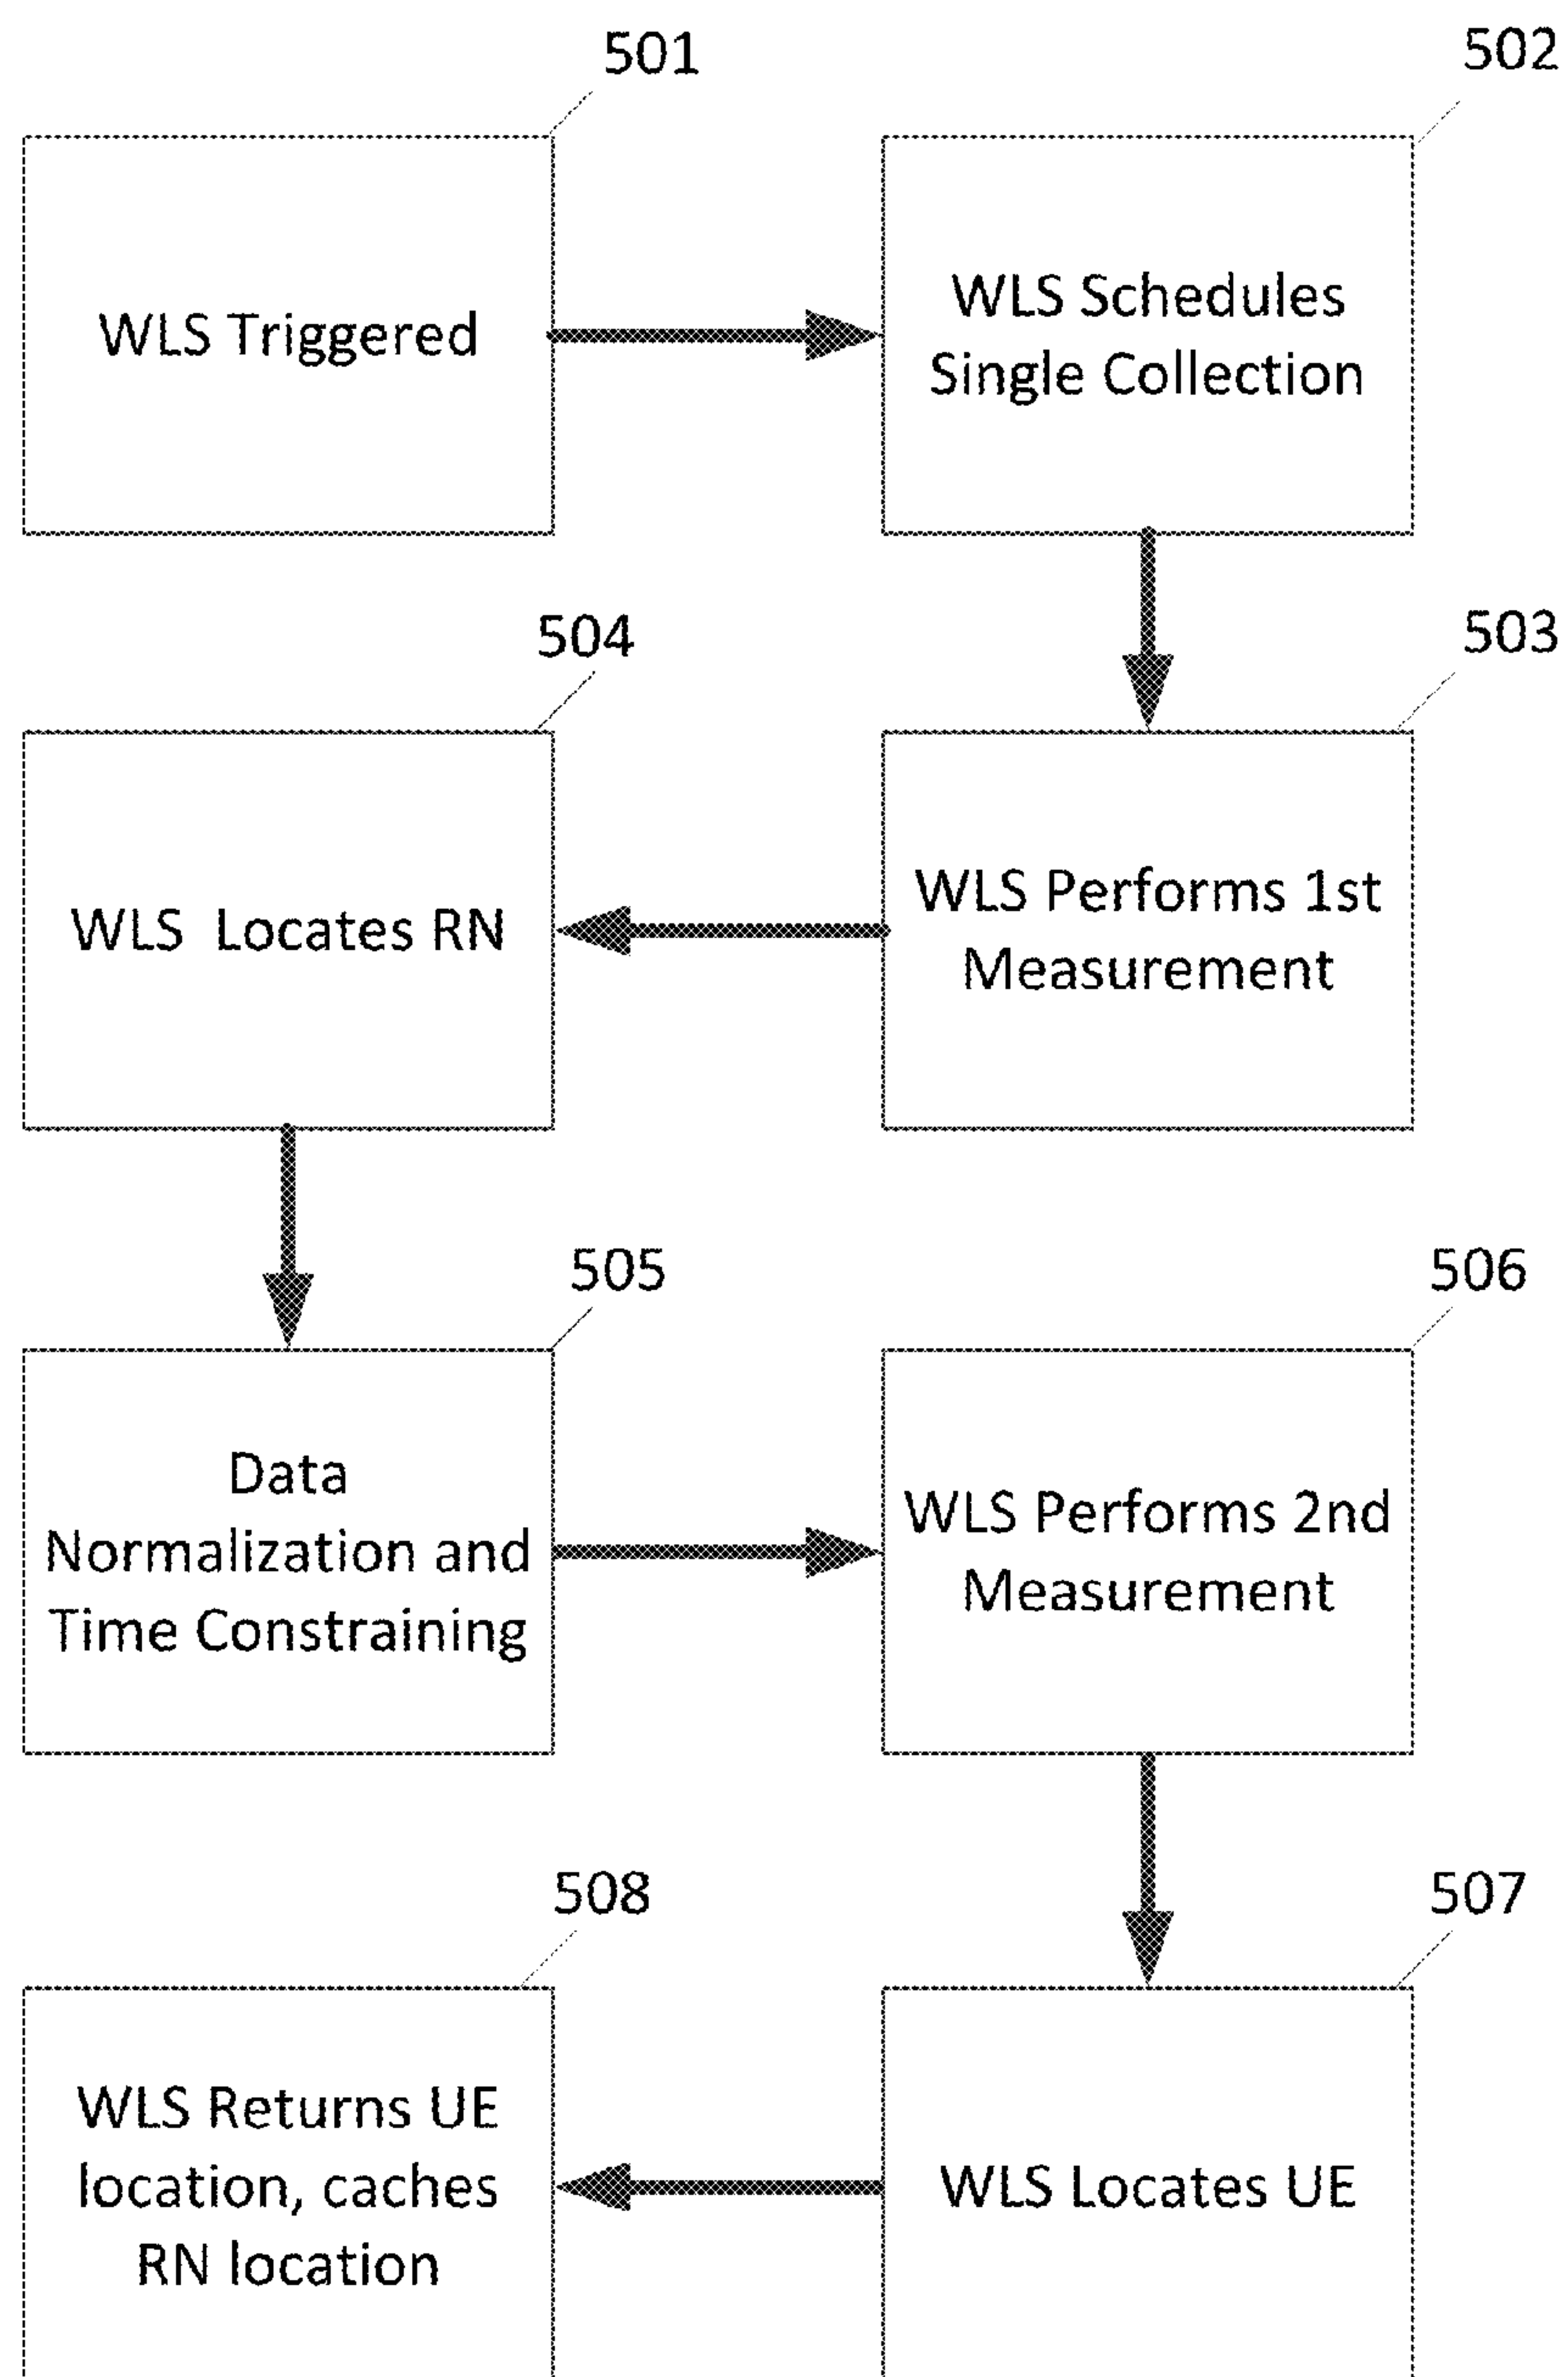 501
WLS Triggered
502
WLS Schedules
Single Collection
503
WLS Performs 1st
Measurement
504
WLS Locates RN
505
Data
Normalization and
Time Constraining
506
WLS Performs 2nd
Measurement
507
WLS Locates UE
508
WLS Returns UE
location, caches
RN location